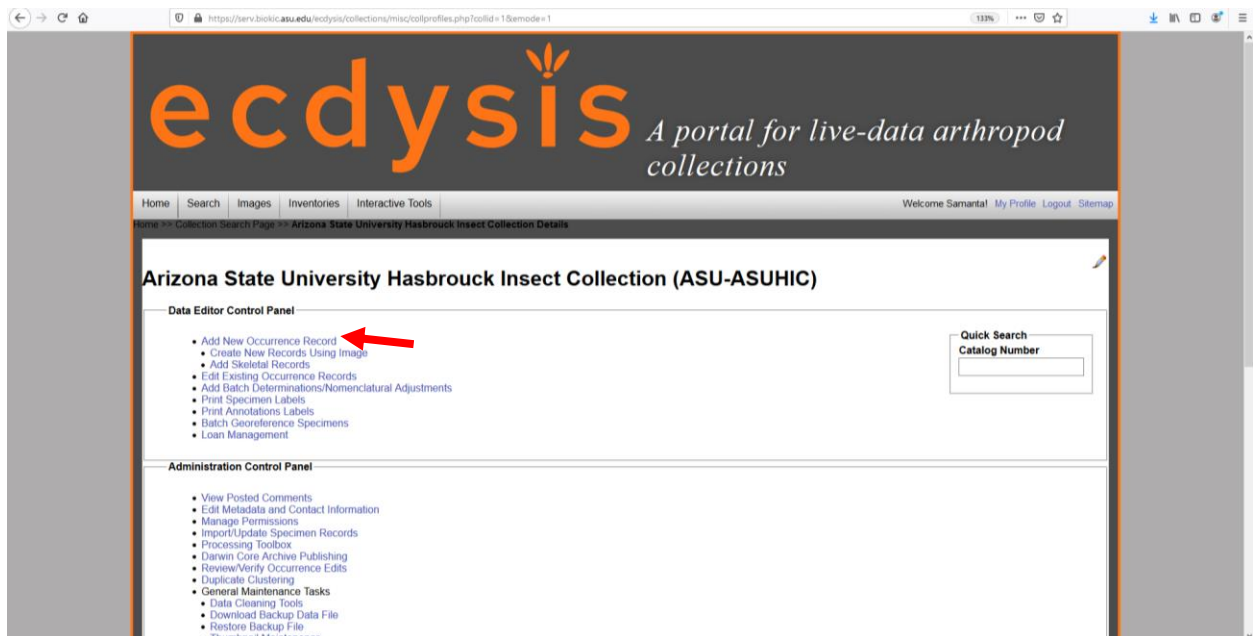 https://serv.biokic.asu.edu/ecdysis/collections/misc/collprofiles.php?collid=1&emode=1
133%
ecdysis
A portal for live-data arthropod
collections
Home Search Images Inventories Interactive Tools
Welcome Samanta! My Profile Logout Sitemap
Home >> Collection Search Page >> Arizona State University Hasbrouck Insect Collection Details
Arizona State University Hasbrouck Insect Collection (ASU-ASUHIC)
Data Editor Control Panel
Add New Occurrence Record
Create New Records Using Image
Add Skeletal Records
Edit Existing Occurrence Records
Add Batch Determinations/Nomenclatural Adjustments
Print Specimen Labels
Print Annotations Labels
Batch Georeference Specimens
Loan Management
Quick Search
Catalog Number
Administration Control Panel
View Posted Comments
Edit Metadata and Contact Information
Manage Permissions
Import/Update Specimen Records
Processing Toolbox
Darwin Core Archive Publishing
Review/Verify Occurrence Edits
Duplicate Clustering
General Maintenance Tasks
Data Cleaning Tools
Download Backup Data File
Restore Backup File